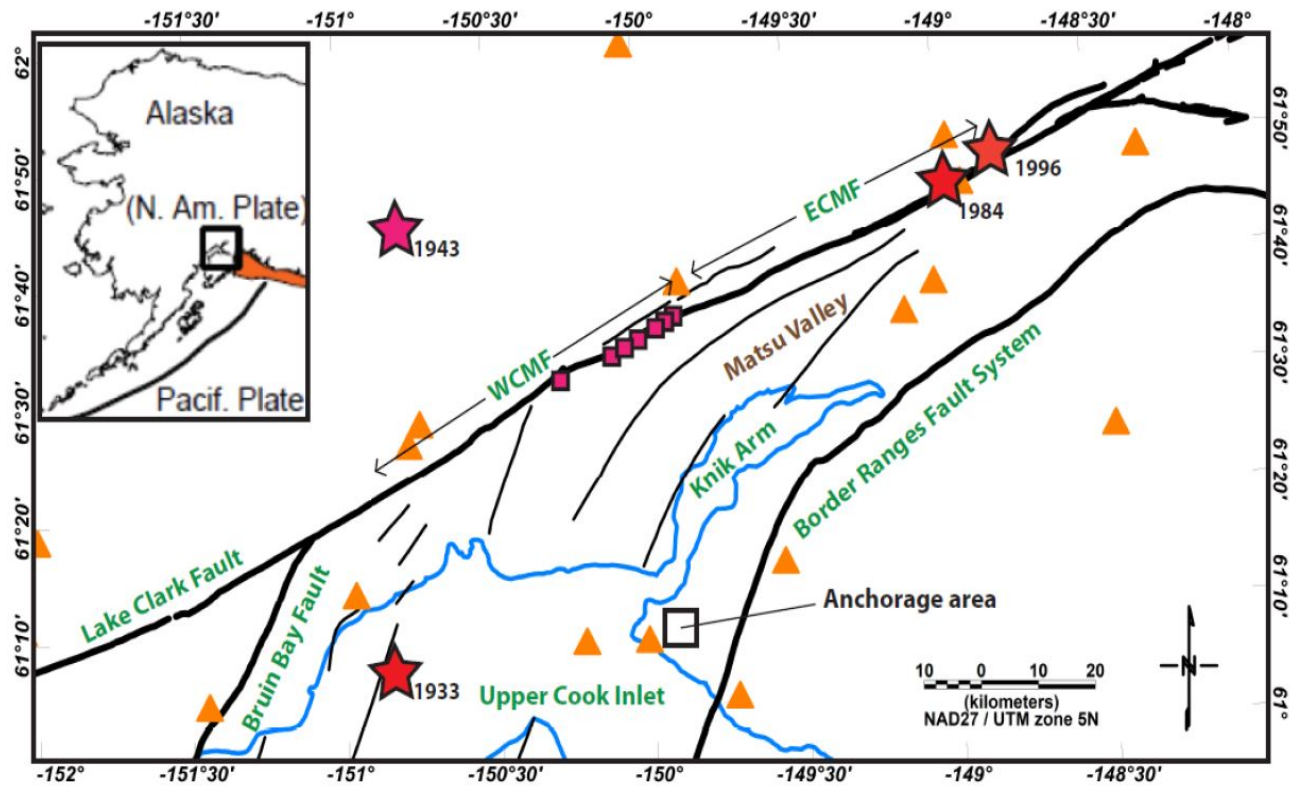 -151°30' -151° -150°30' -150° -149°30' -149° -148°30' -148°
62°
61°50'
61°40'
61°30'
61°20'
61°10'
Alaska
(N. Am. Plate)
Pacif. Plate
1943
ECMF
1996
1984
WCMF
Matsu Valley
Knik Arm
Border Ranges Fault System
Lake Clark Fault
Bruin Bay Fault
Anchorage area
1933
Upper Cook Inlet
10 0 10 20
(kilometers)
NAD27 / UTM zone 5N
N
61°50'
61°40'
61°30'
61°20'
61°10'
61°
-152° -151°30' -151° -150°30' -150° -149°30' -149° -148°30'